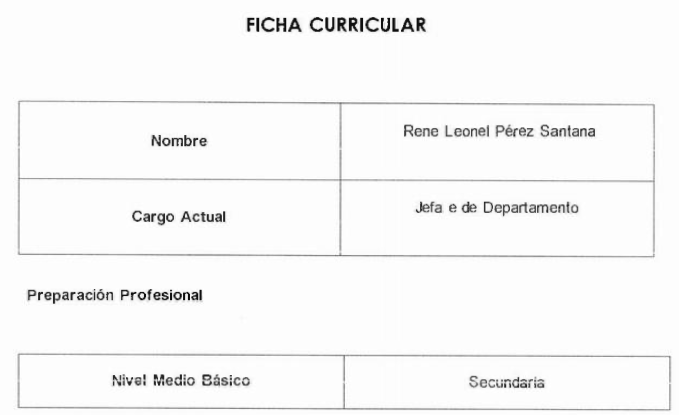 FICHA CURRICULAR
Nombre
Rene Leonel Pérez Santana
Cargo Actual
Jefa e de Departamento
Preparación Profesional
Nivel Medio Básico
Secundaria